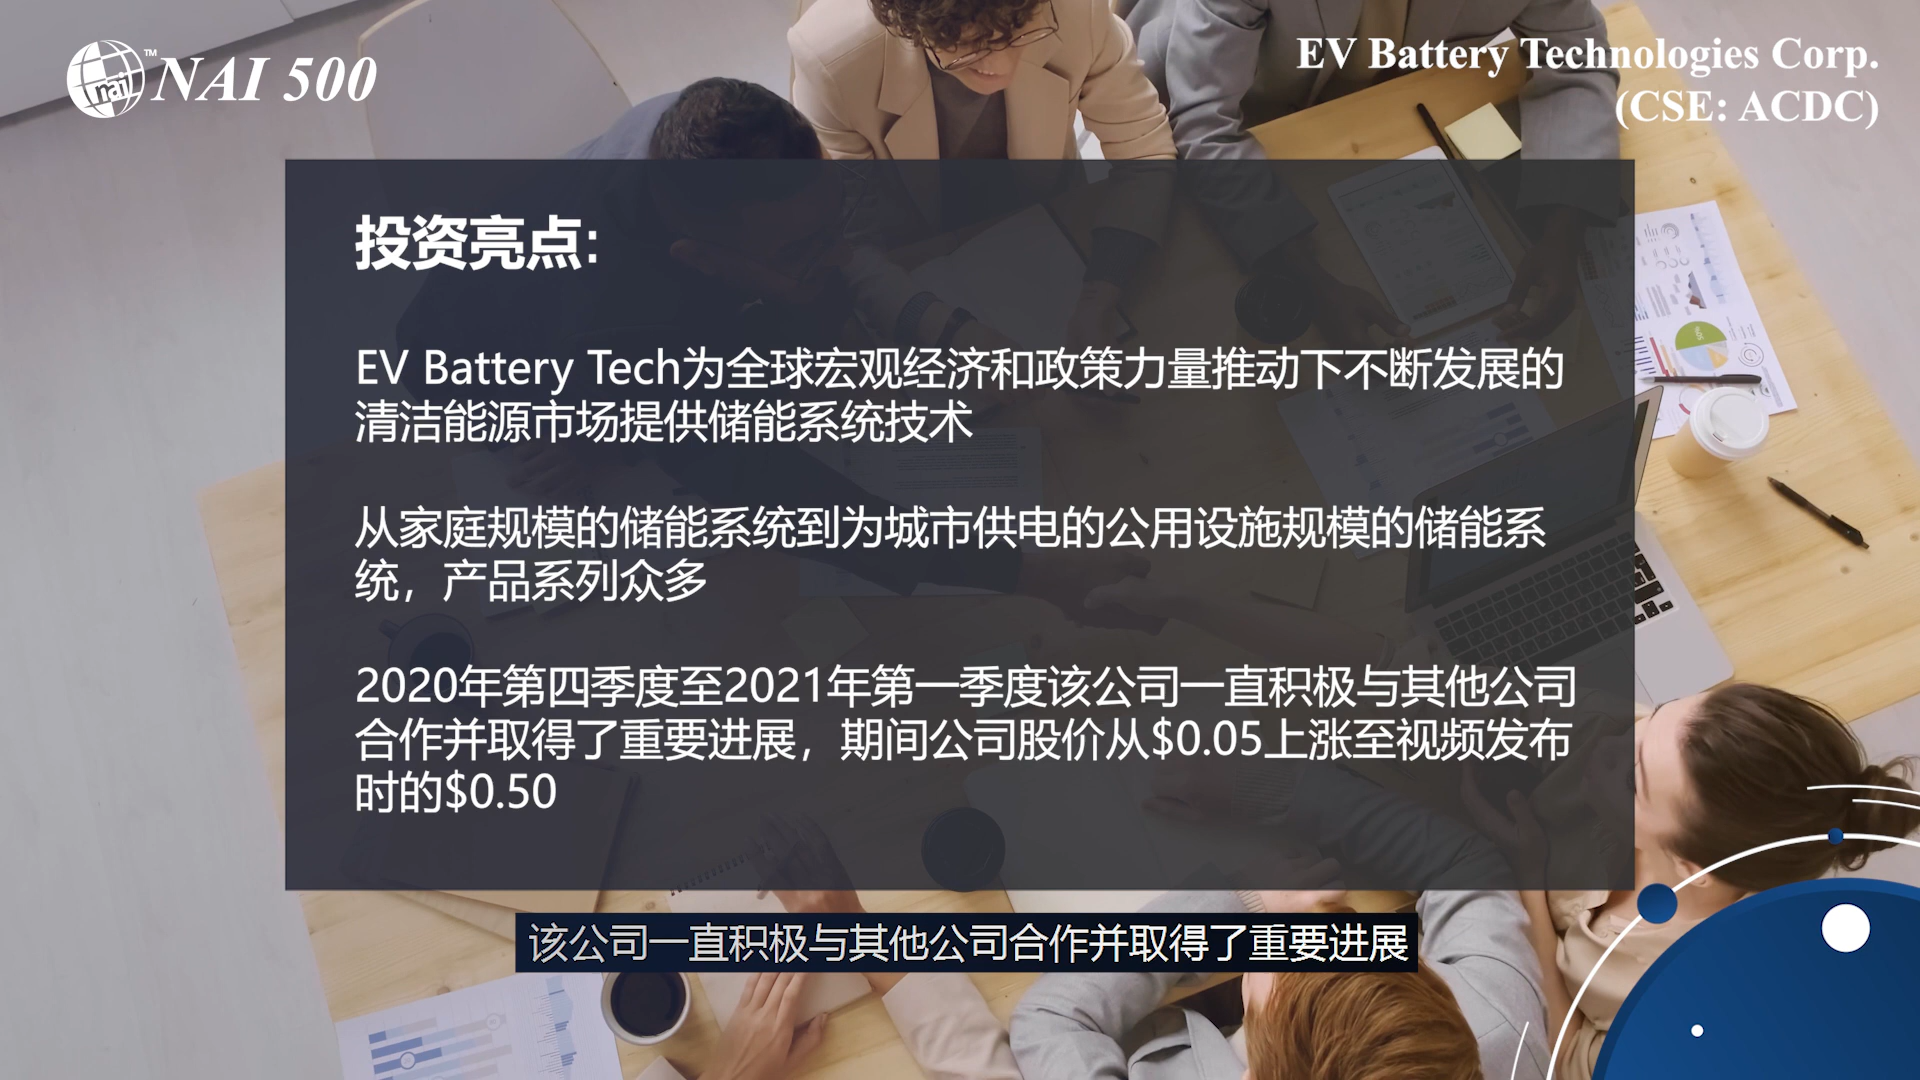 nai
™
NAI 500
EV Battery Technologies Corp.
(CSE: ACDC)
投资亮点:
EV Battery Tech为全球宏观经济和政策力量推动下不断发展的
清洁能源市场提供储能系统技术
从家庭规模的储能系统到为城市供电的公用设施规模的储能系
统，产品系列众多
2020年第四季度至2021年第一季度该公司一直积极与其他公司
合作并取得了重要进展，期间公司股价从$0.05上涨至视频发布
时的$0.50
该公司一直积极与其他公司合作并取得了重要进展